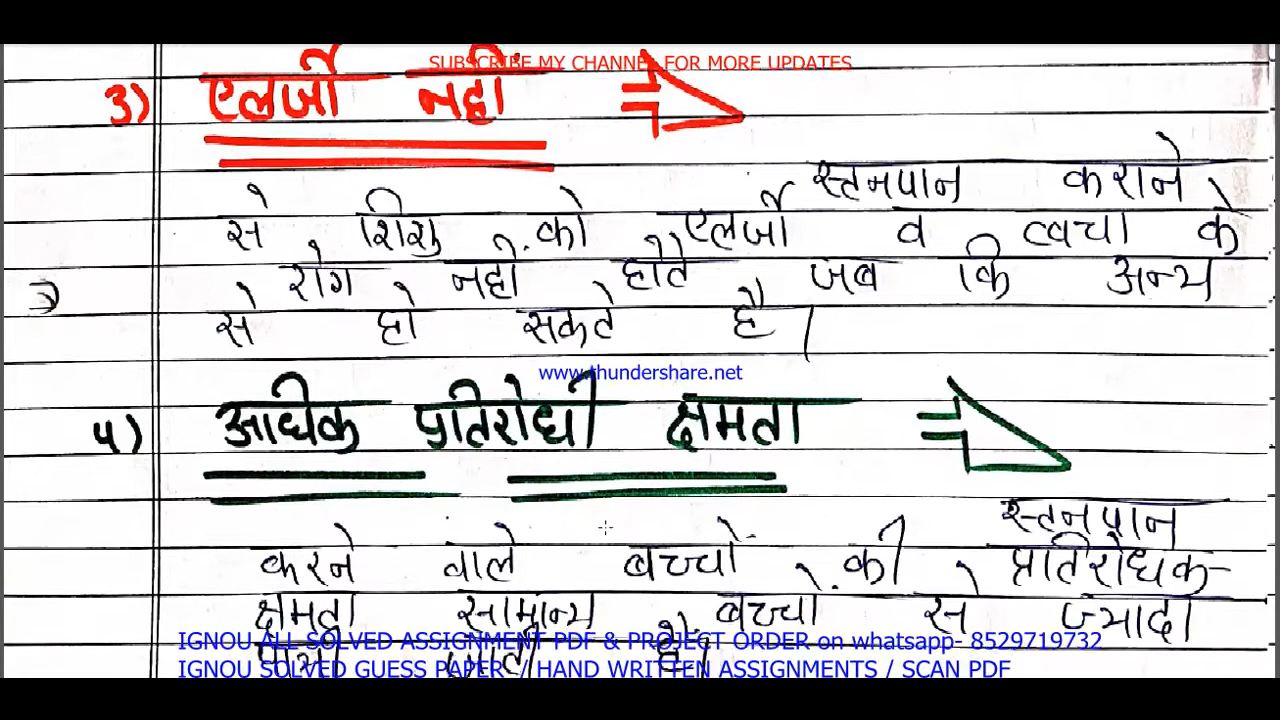 SUBSCRIBE MY CHANNEL FOR MORE UPDATES
3) एलर्जी नहीं
स्तनपान कराने
से शिशु को एलर्जी व त्वचा के
रोग नहीं होते जब कि अन्य
से हो सकते है।
www.thundershare.net
4) अधिक प्रतिरोधी क्षमता
स्तनपान
करने वाले बच्चों की प्रतिरोधक-
क्षमता सामान्य बच्चों से ज्यादा
IGNOU ALL SOLVED ASSIGNMENT PDF & PROJECT ORDER on whatsapp- 8529719732
जाती है।
IGNOU SOLVED GUESS PAPER / HAND WRITTEN ASSIGNMENTS / SCAN PDF